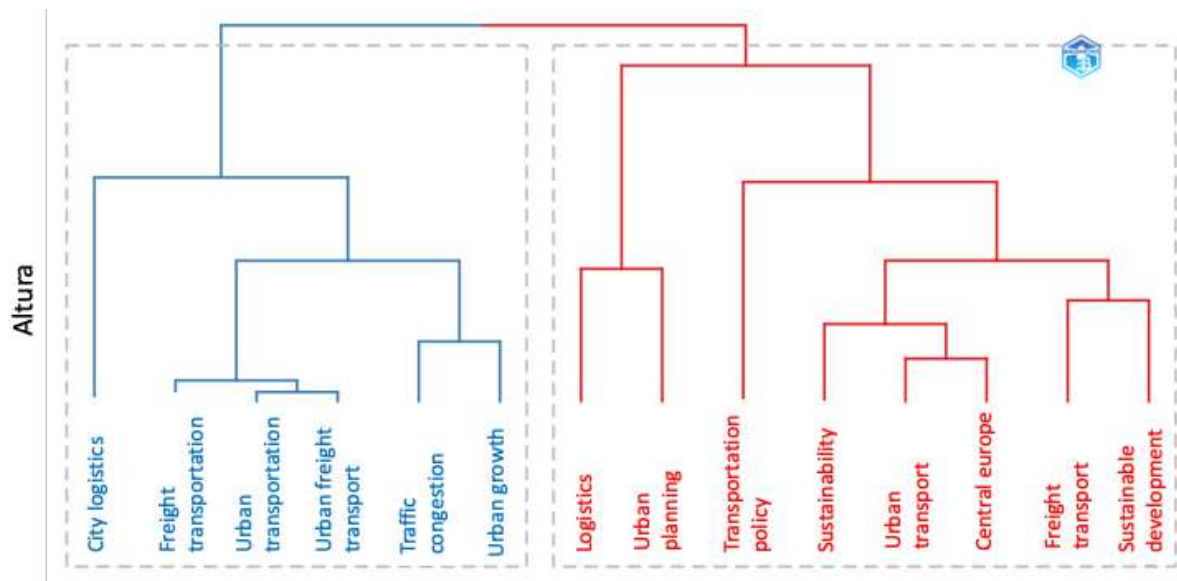 Altura
City logistics
Freight
transportation
Urban
transportation
Urban freight
transport
Traffic
congestion
Urban growth
Logistics
Urban
planning
Transportation
policy
Sustainability
Urban
transport
Central europe
Freight
transport
Sustainable
development